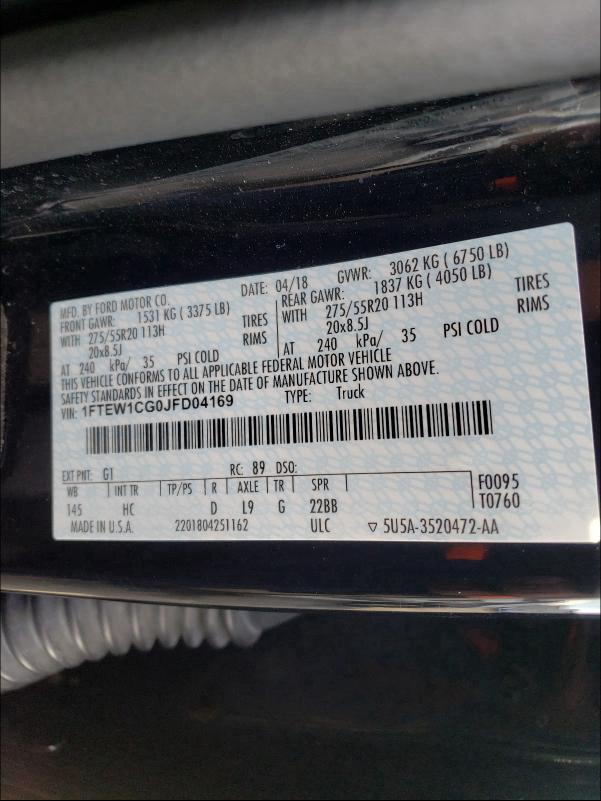 MFD. BY FORD MOTOR CO. DATE: 04/18 GVWR: 3062 KG ( 6750 LB)
FRONT GAWR: 1531 KG ( 3375 LB) REAR GAWR: 1837 KG ( 4050 LB)
WITH 275/55R20 113H TIRES WITH 275/55R20 113H TIRES
20x8.5J RIMS 20x8.5J RIMS
AT 240 kPa/ 35 PSI COLD AT 240 kPa/ 35 PSI COLD
THIS VEHICLE CONFORMS TO ALL APPLICABLE FEDERAL MOTOR VEHICLE
SAFETY STANDARDS IN EFFECT ON THE DATE OF MANUFACTURE SHOWN ABOVE.
VIN: 1FTEW1CG0JFD04169 TYPE: Truck
EXT PNT: G1 RC: 89 DSO:
WB INT TR TP/PS R AXLE TR SPR F0095
145 HC D L9 G 22BB T0760
MADE IN U.S.A. 2201804251162 ULC ▽ 5U5A-3520472-AA